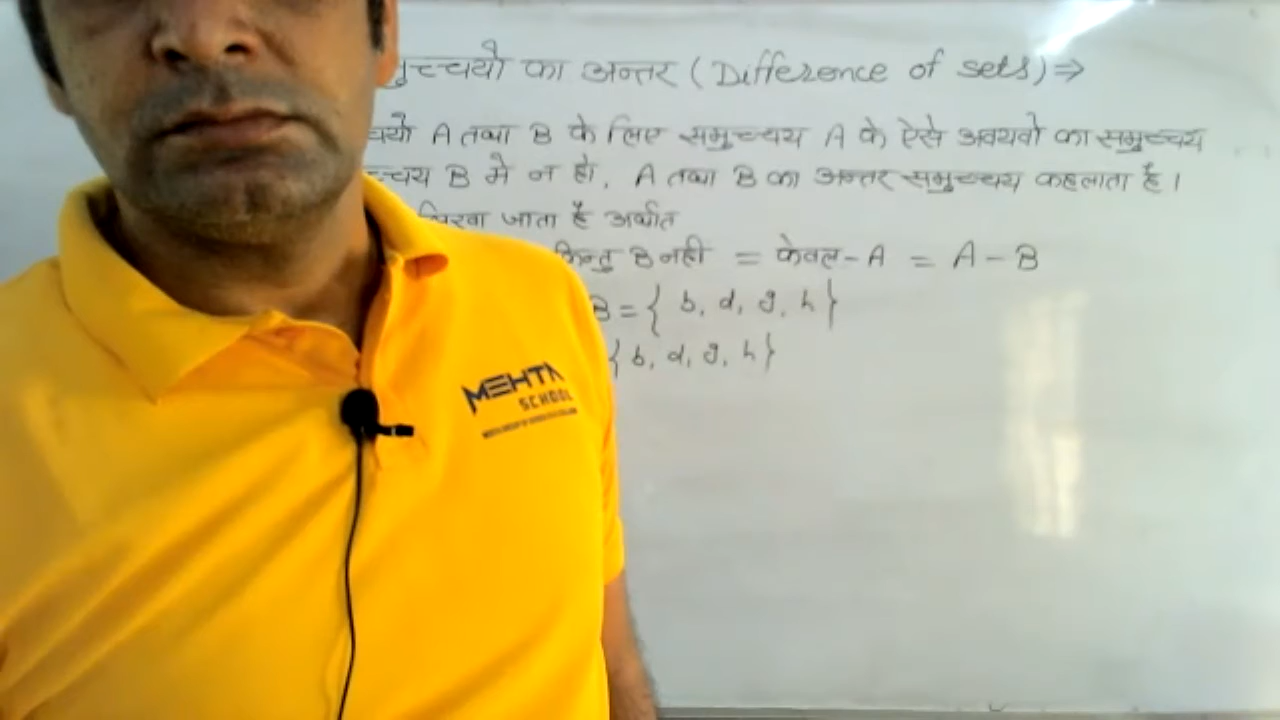 मुच्चयो का अन्तर (Difference of sets) ⇒
चयो A तथा B के लिए समुच्चय A के ऐसे अवयवो का समुच्चय
च्चय B मे न हो, A तथा B का अन्तर समुच्चय कहलाता है।
लिखा जाता है अर्थात
किन्तु B नही = केवल-A = A - B
B = { b, d, g, h }
{ b, d, g, h }
MEHTA
SCHOOL